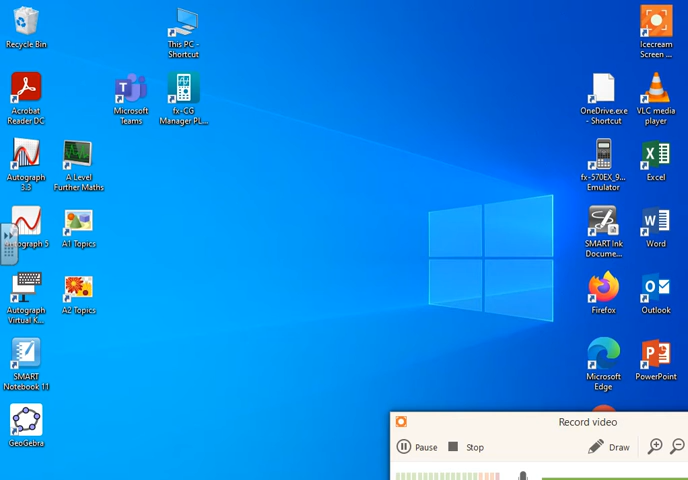 Recycle Bin
This PC -
Shortcut
Icecream
Screen ...
Acrobat
Reader DC
Microsoft
Teams
fx-CG
Manager PL...
OneDrive.exe
- Shortcut
VLC media
player
Autograph
3.3
A Level
Further Maths
fx-570EX_9...
Emulator
Excel
A1 Topics
SMART Ink
Docume...
Word
Autograph
Virtual K...
A2 Topics
Firefox
Outlook
SMART
Notebook 11
Microsoft
Edge
PowerPoint
GeoGebra
Record video
Pause
Stop
Draw